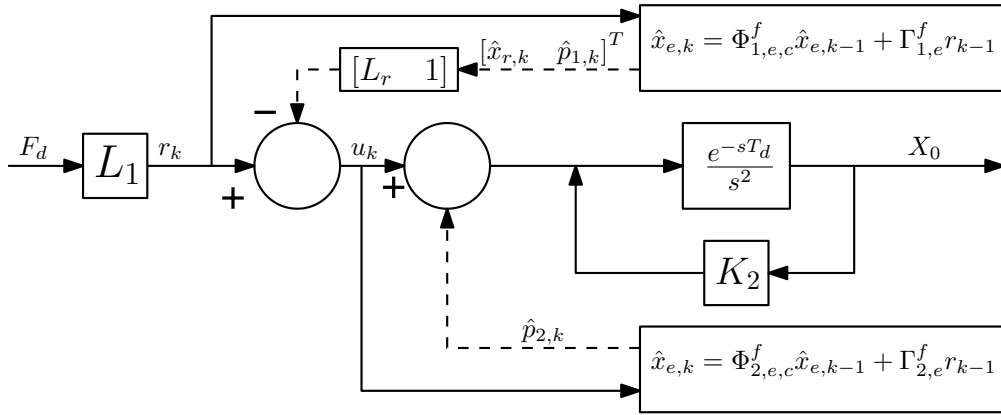 x̂_{e,k} = Φ^f_{1,e,c} x̂_{e,k−1} + Γ^f_{1,e} r_{k−1}
[x̂_{r,k} p̂_{1,k}]^T
[L_r 1]
−
F_d
L_1
r_k
+
u_k
+
e^{−sT_d}
s^2
X_0
K_2
p̂_{2,k}
x̂_{e,k} = Φ^f_{2,e,c} x̂_{e,k−1} + Γ^f_{2,e} r_{k−1}